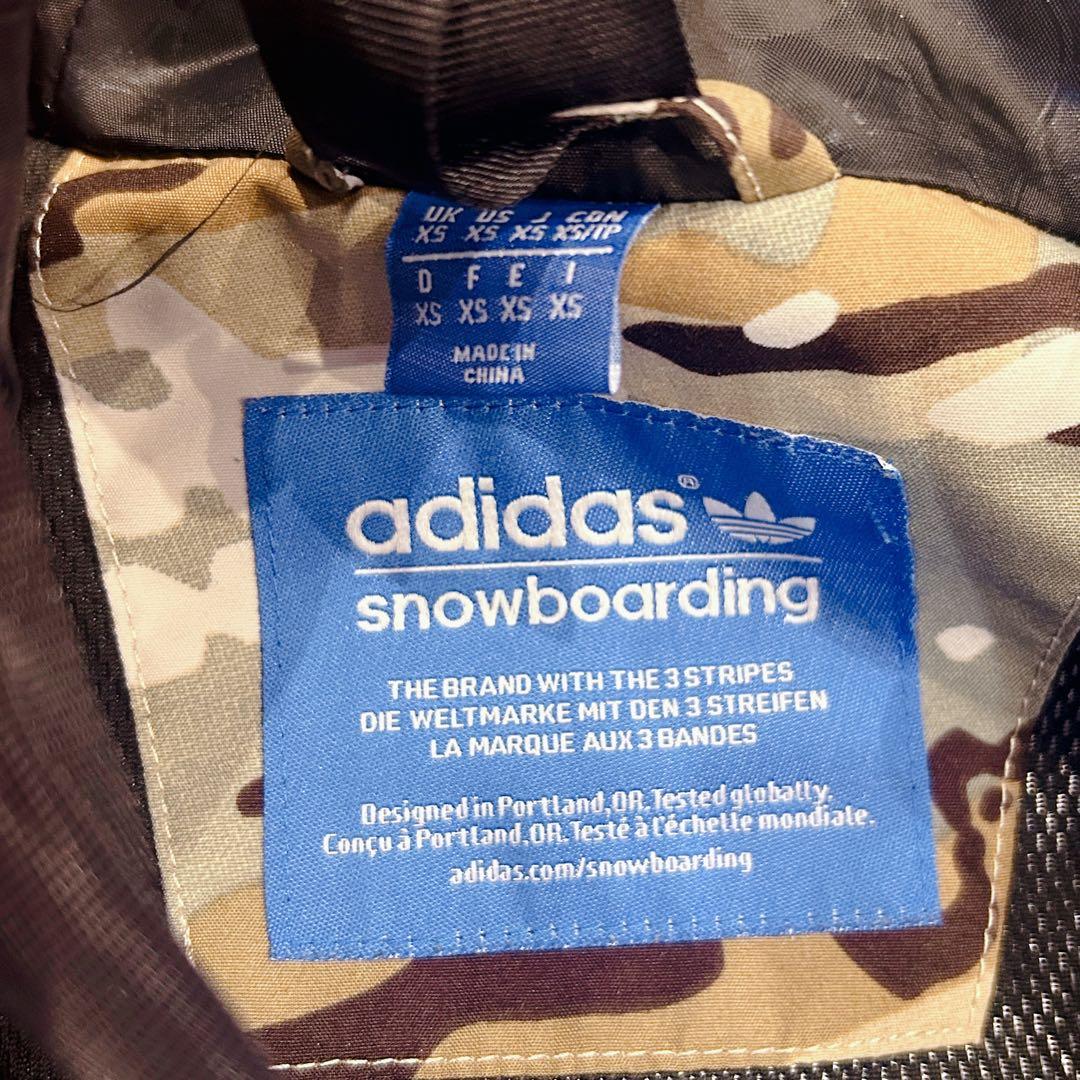 UK US J CDN
XS XS XS XS/TP
D F E I
XS XS XS XS
MADE IN
CHINA
adidas®
snowboarding
THE BRAND WITH THE 3 STRIPES
DIE WELTMARKE MIT DEN 3 STREIFEN
LA MARQUE AUX 3 BANDES
Designed in Portland, OR. Tested globally.
Conçu à Portland, OR. Testé à l'échelle mondiale.
adidas.com/snowboarding